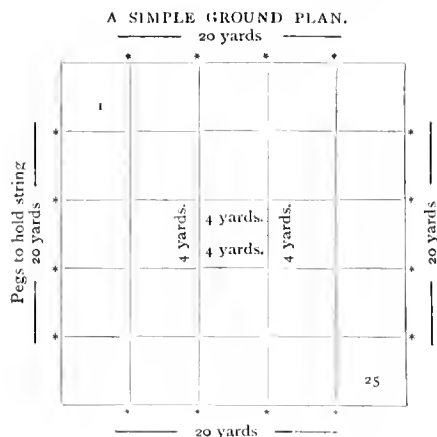 A SIMPLE GROUND PLAN.
20 yards
1
Pegs to hold string
20 yards
4 yards.
4 yards.
4 yards.
4 yards.
20 yards
25
20 yards